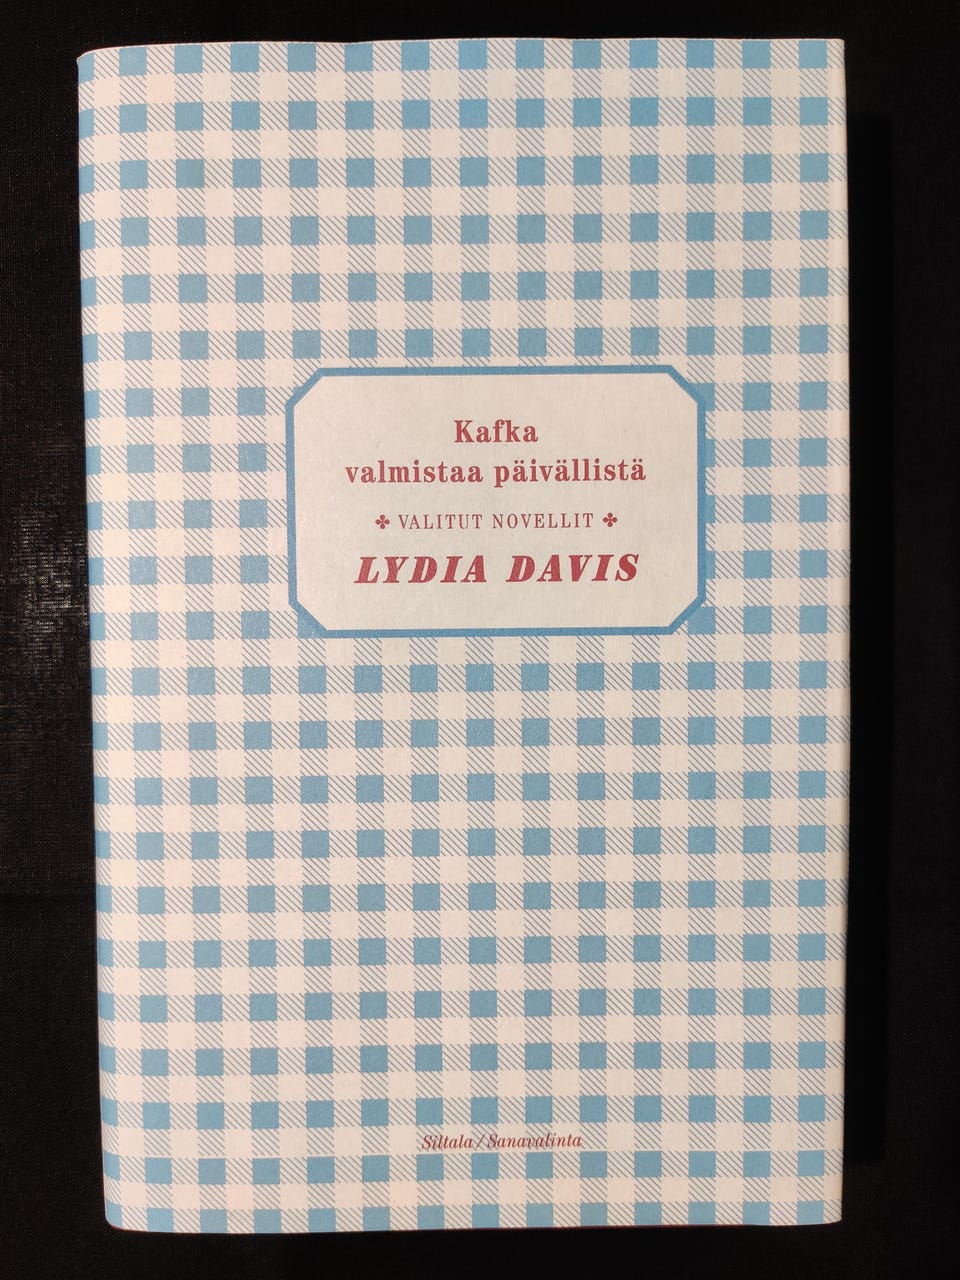 Kafka
valmistaa päivällistä
VALITUT NOVELLIT
LYDIA DAVIS
Siltala / Sanavalinta